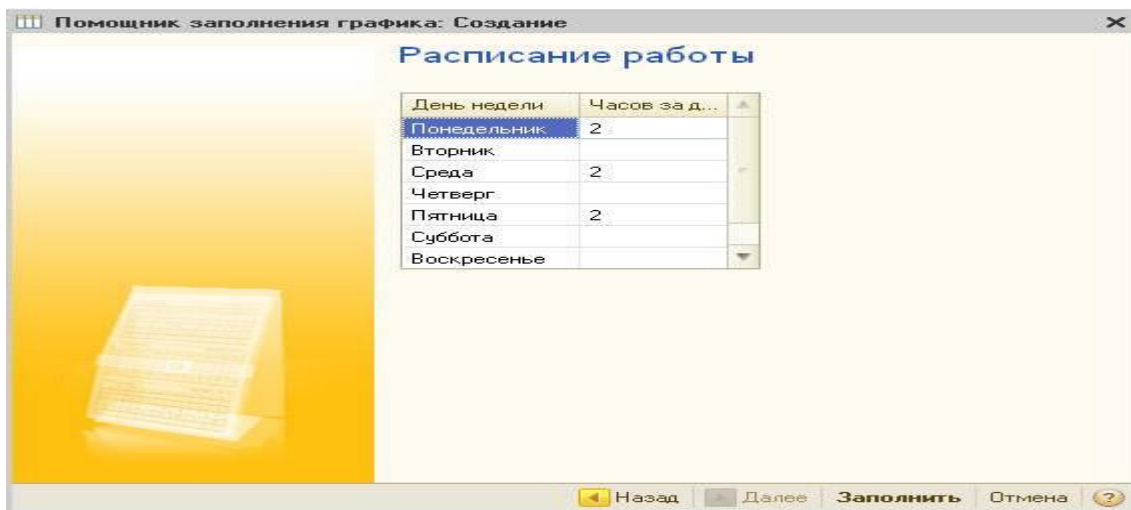 Помощник заполнения графика: Создание
Расписание работы
День недели Часов за д...
Понедельник 2
Вторник
Среда 2
Четверг
Пятница 2
Суббота
Воскресенье
Назад Далее Заполнить Отмена ?